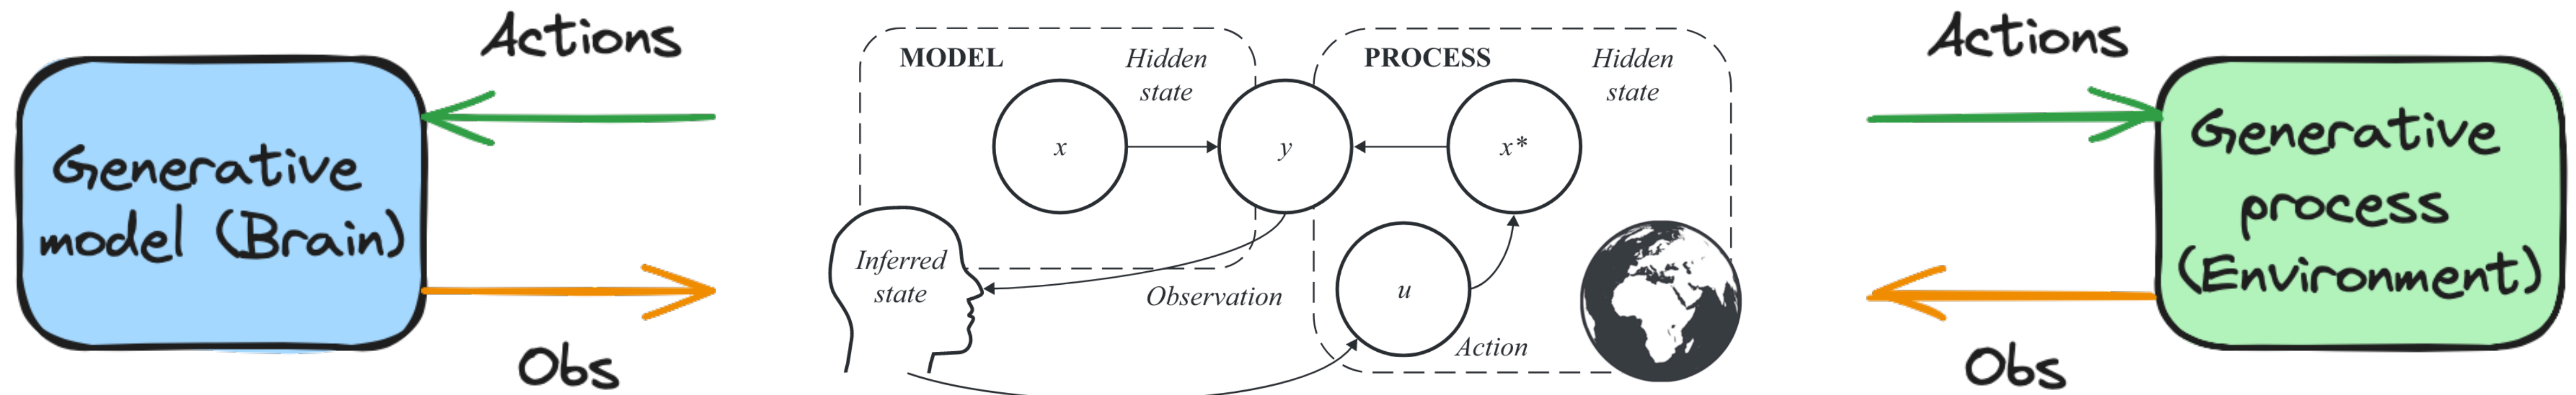 Actions
Generative
model (Brain)
Obs
MODEL
Hidden
state
x
y
Inferred
state
Observation
PROCESS
Hidden
state
x*
u
Action
Actions
Generative
process
(Environment)
Obs